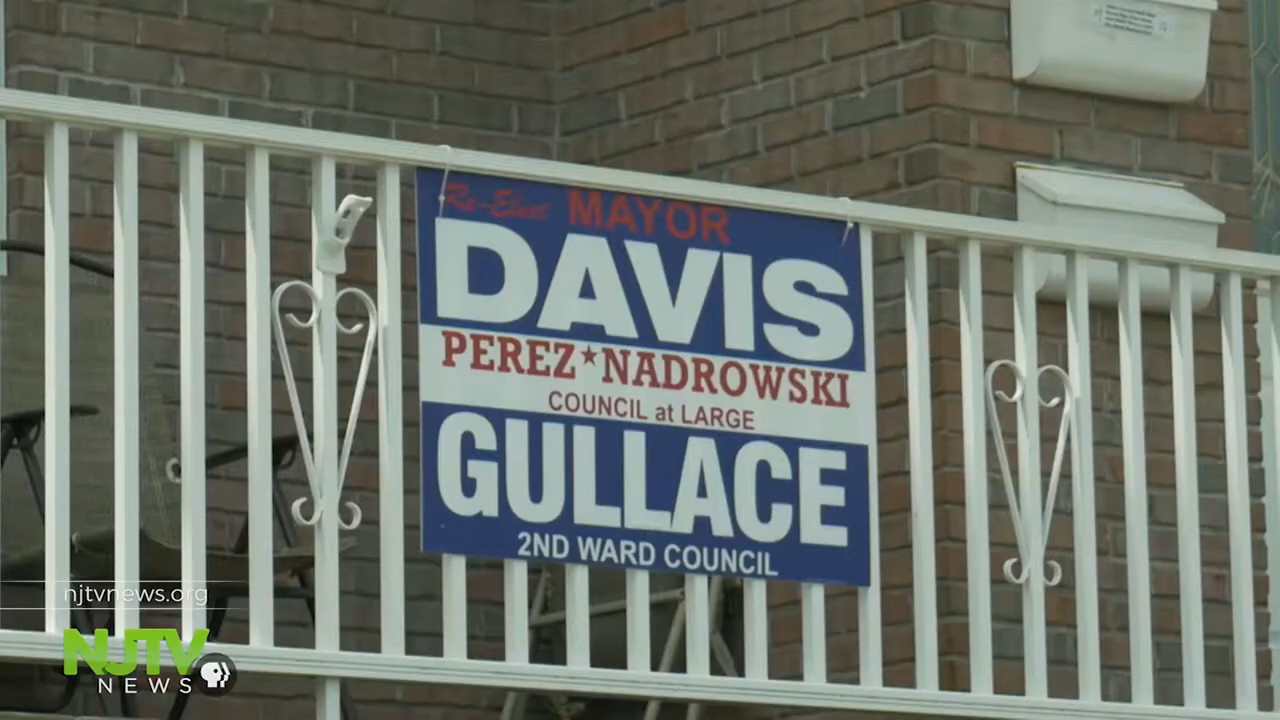 Re-Elect MAYOR
DAVIS
PEREZ★NADROWSKI
COUNCIL at LARGE
GULLACE
2ND WARD COUNCIL
njtvnews.org
NJTV
NEWS